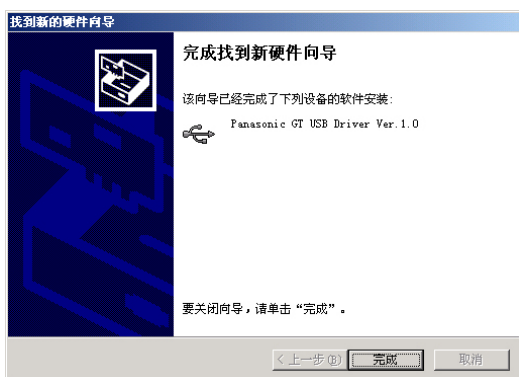 找到新的硬件向导
完成找到新硬件向导
该向导已经完成了下列设备的软件安装:
Panasonic GT USB Driver Ver.1.0
要关闭向导，请单击“完成”。
< 上一步(B)
完成
取消